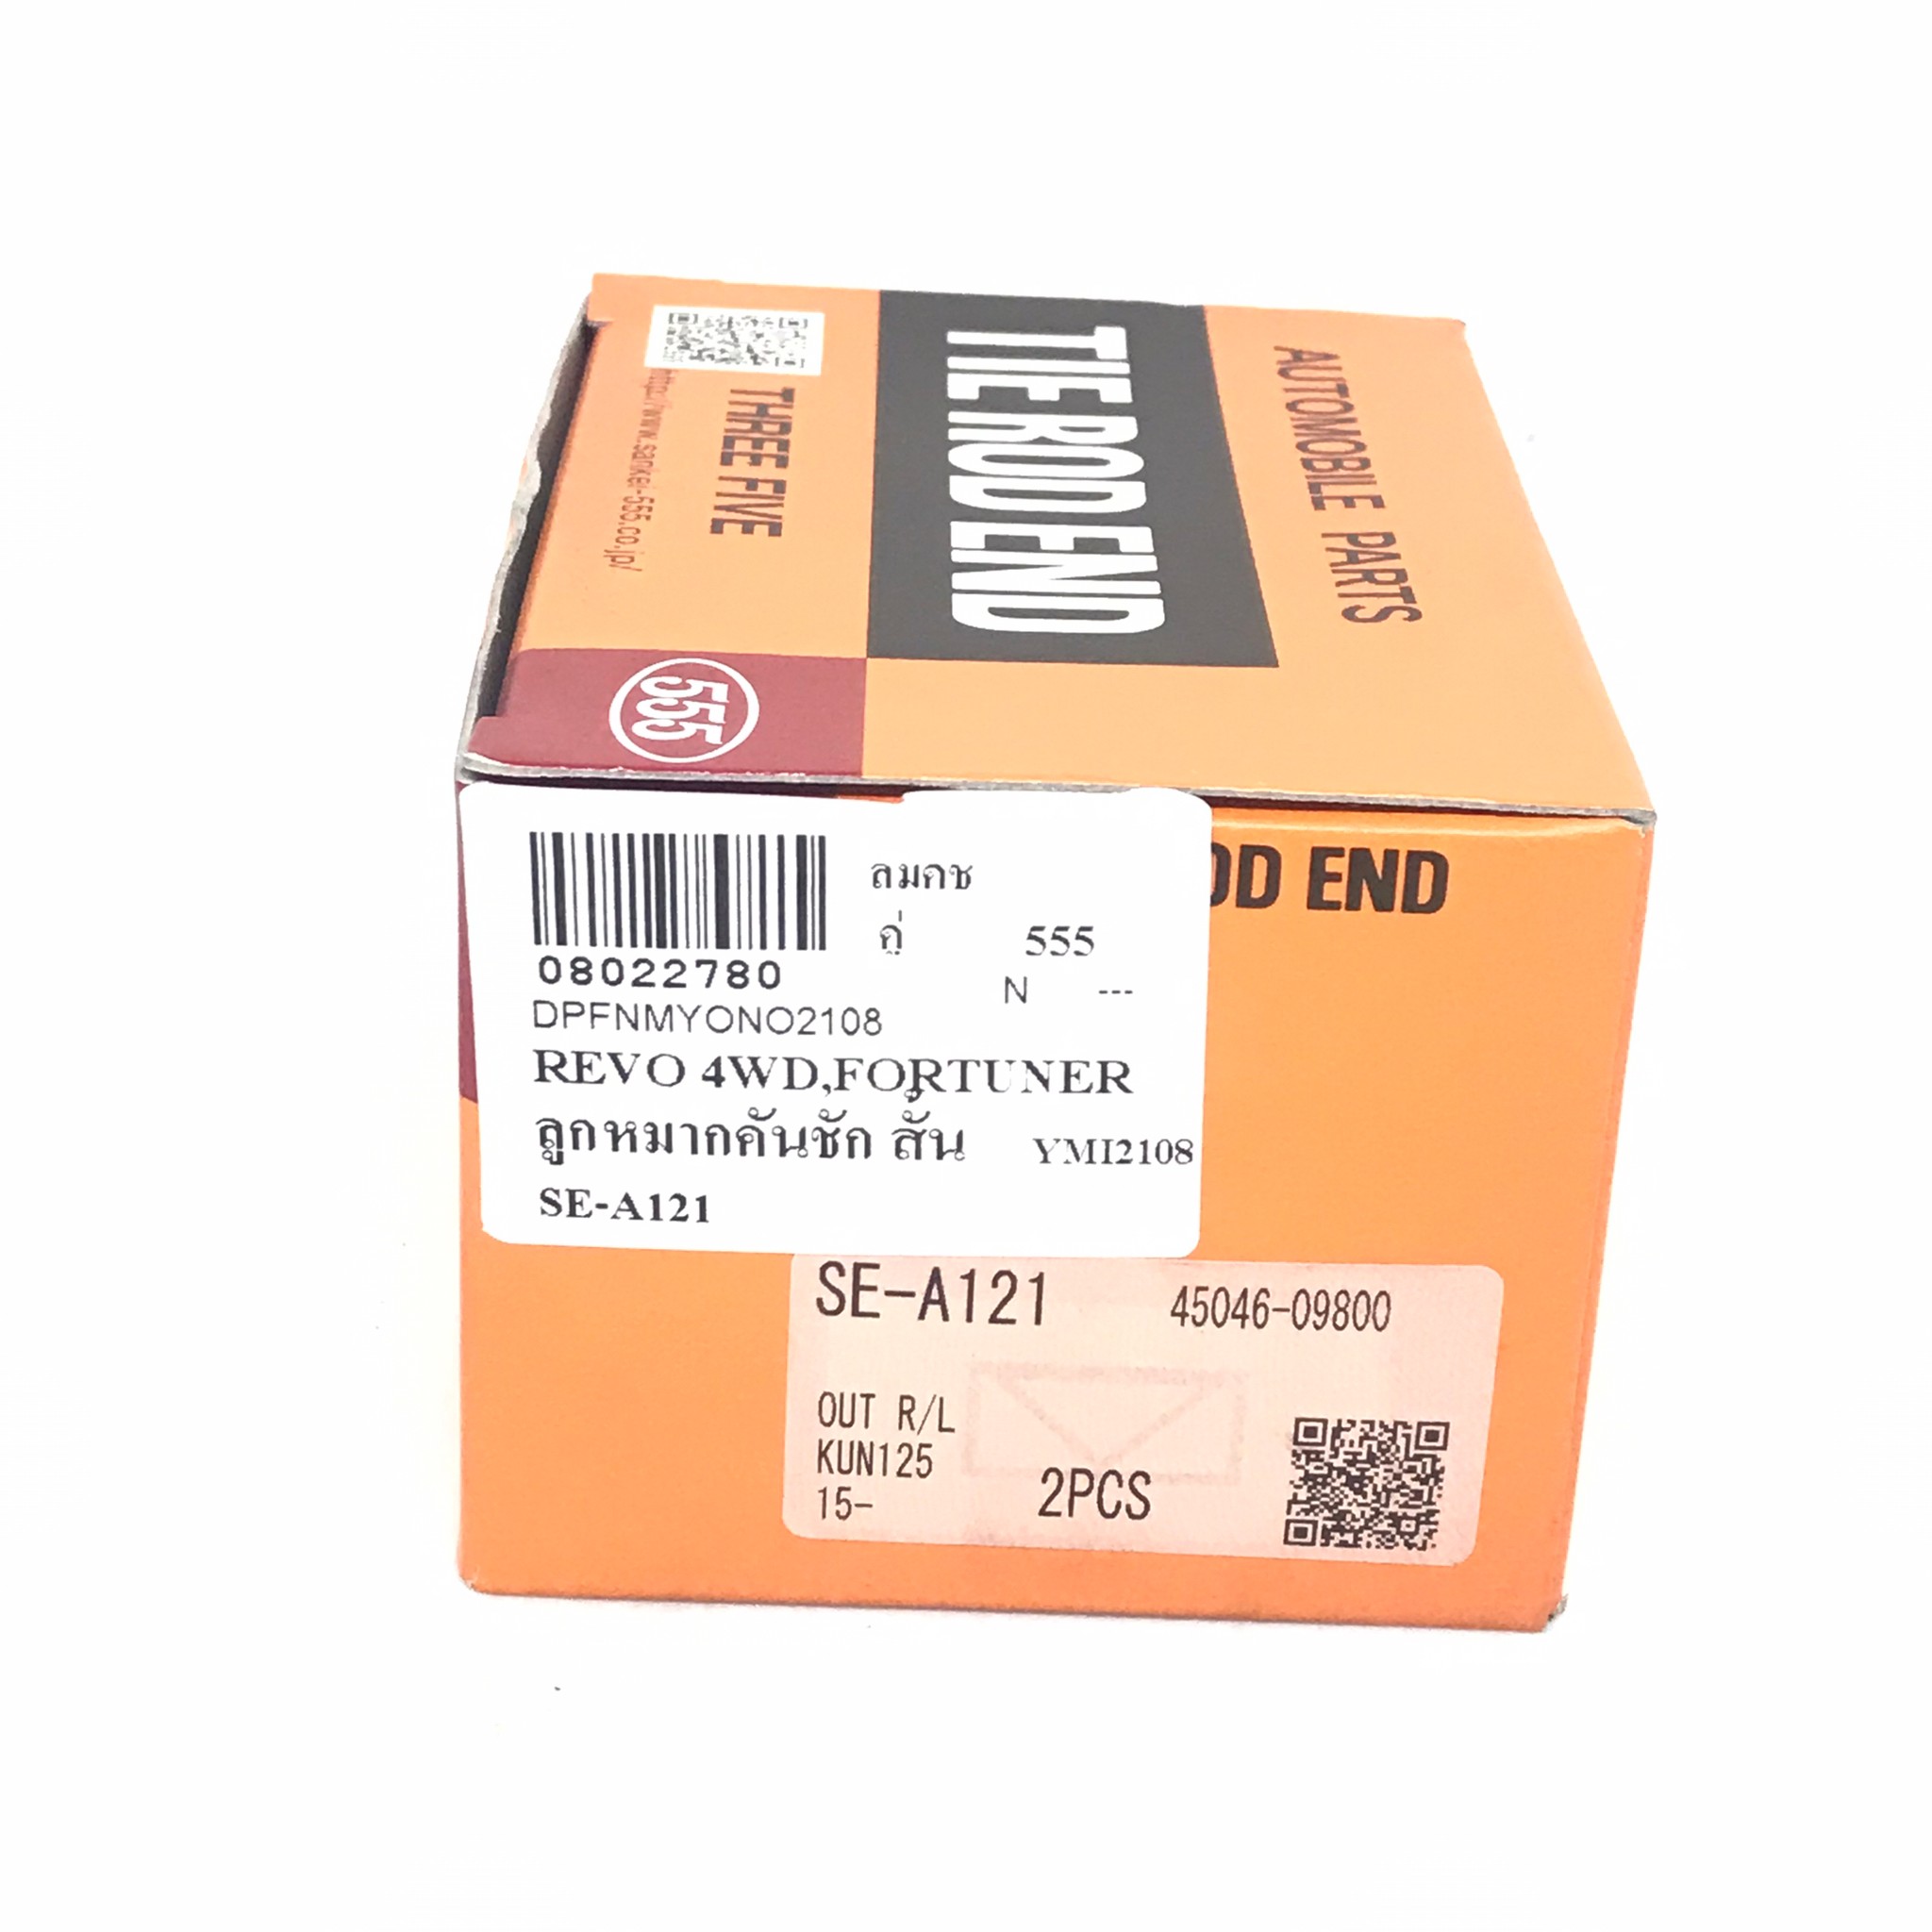 AUTOMOBILE PARTS
TIE ROD END
THREE FIVE
http://www.sankei-555.co.jp/
555
OD END
ลมคช
คู่ 555
08022780
N ---
DPFNMYONO2108
REVO 4WD,FORTUNER
ลูกหมากคันชัก สั้น YMI2108
SE-A121
SE-A121 45046-09800
OUT R/L
KUN125
15-
2PCS